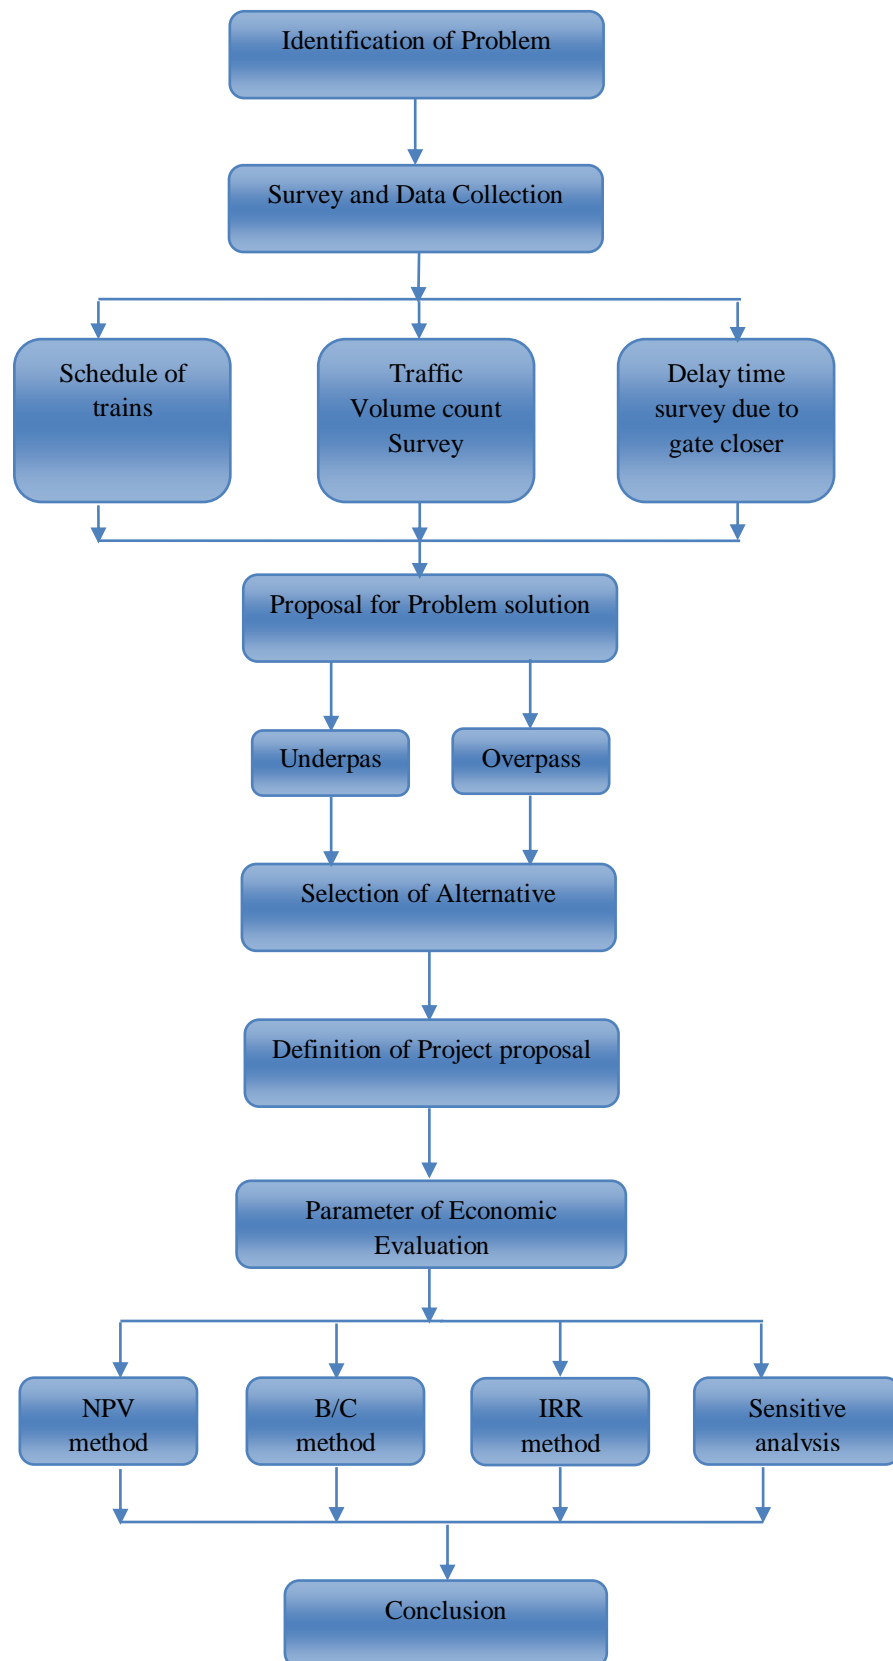 Identification of Problem
Survey and Data Collection
Schedule of
trains
Traffic
Volume count
Survey
Delay time
survey due to
gate closer
Proposal for Problem solution
Underpas
Overpass
Selection of Alternative
Definition of Project proposal
Parameter of Economic
Evaluation
NPV
method
B/C
method
IRR
method
Sensitive
analysis
Conclusion